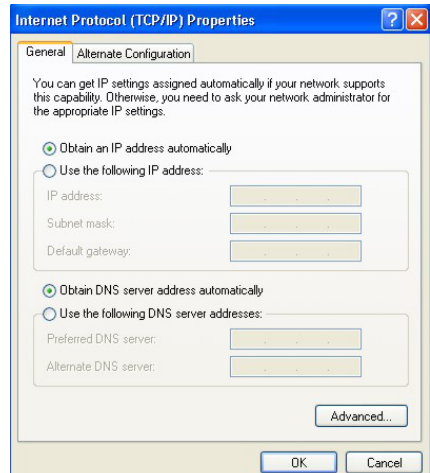 Internet Protocol (TCP/IP) Properties
General
Alternate Configuration
You can get IP settings assigned automatically if your network supports
this capability. Otherwise, you need to ask your network administrator for
the appropriate IP settings.
Obtain an IP address automatically
Use the following IP address:
IP address:
Subnet mask:
Default gateway:
Obtain DNS server address automatically
Use the following DNS server addresses:
Preferred DNS server:
Alternate DNS server:
Advanced...
OK
Cancel